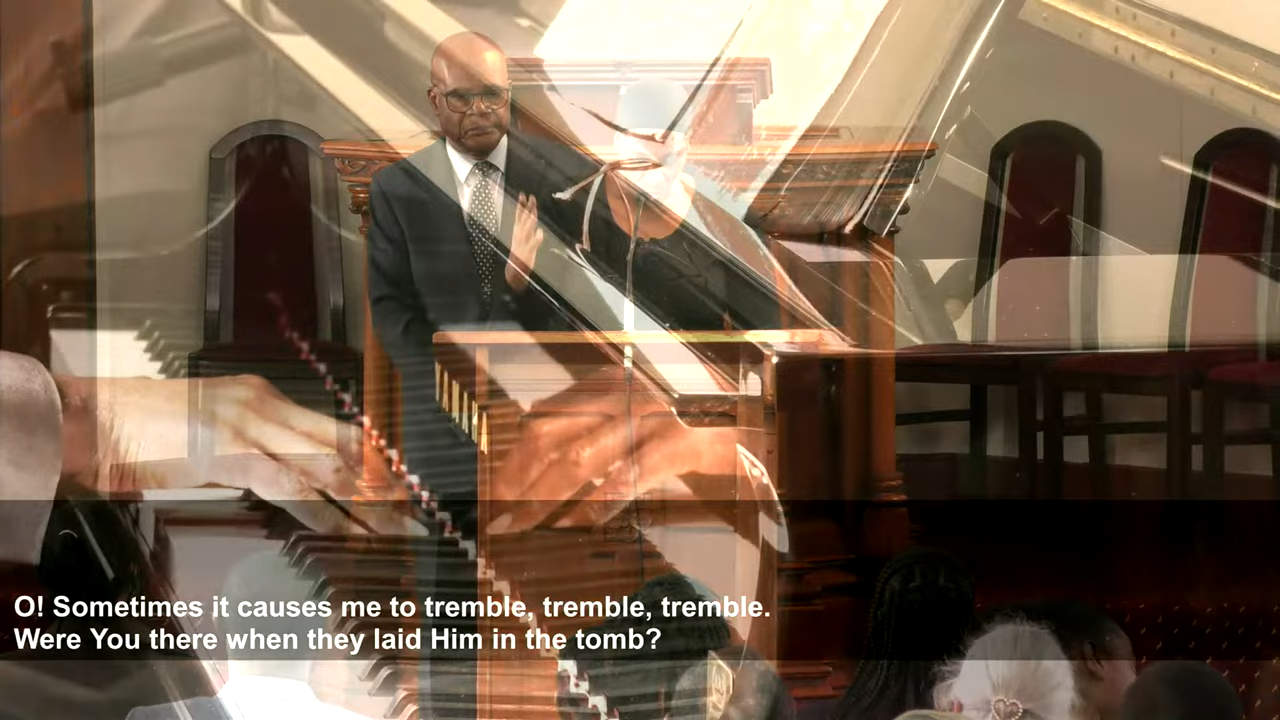 O! Sometimes it causes me to tremble, tremble, tremble.
Were You there when they laid Him in the tomb?